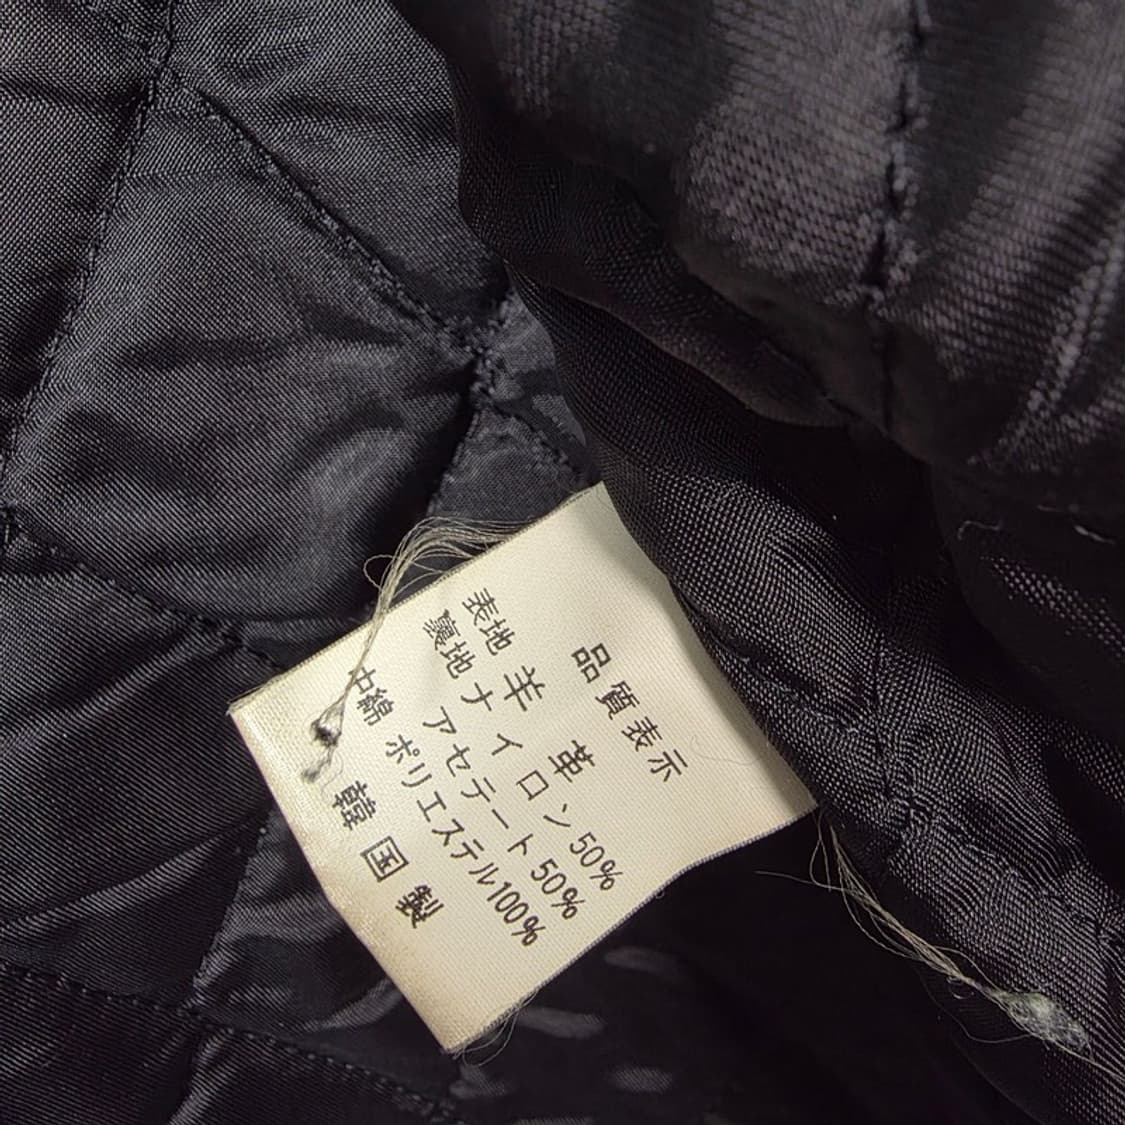 品質表示
表地 羊革
裏地 ナイロン50%
アセテート50%
中綿 ポリエステル100%
韓国製